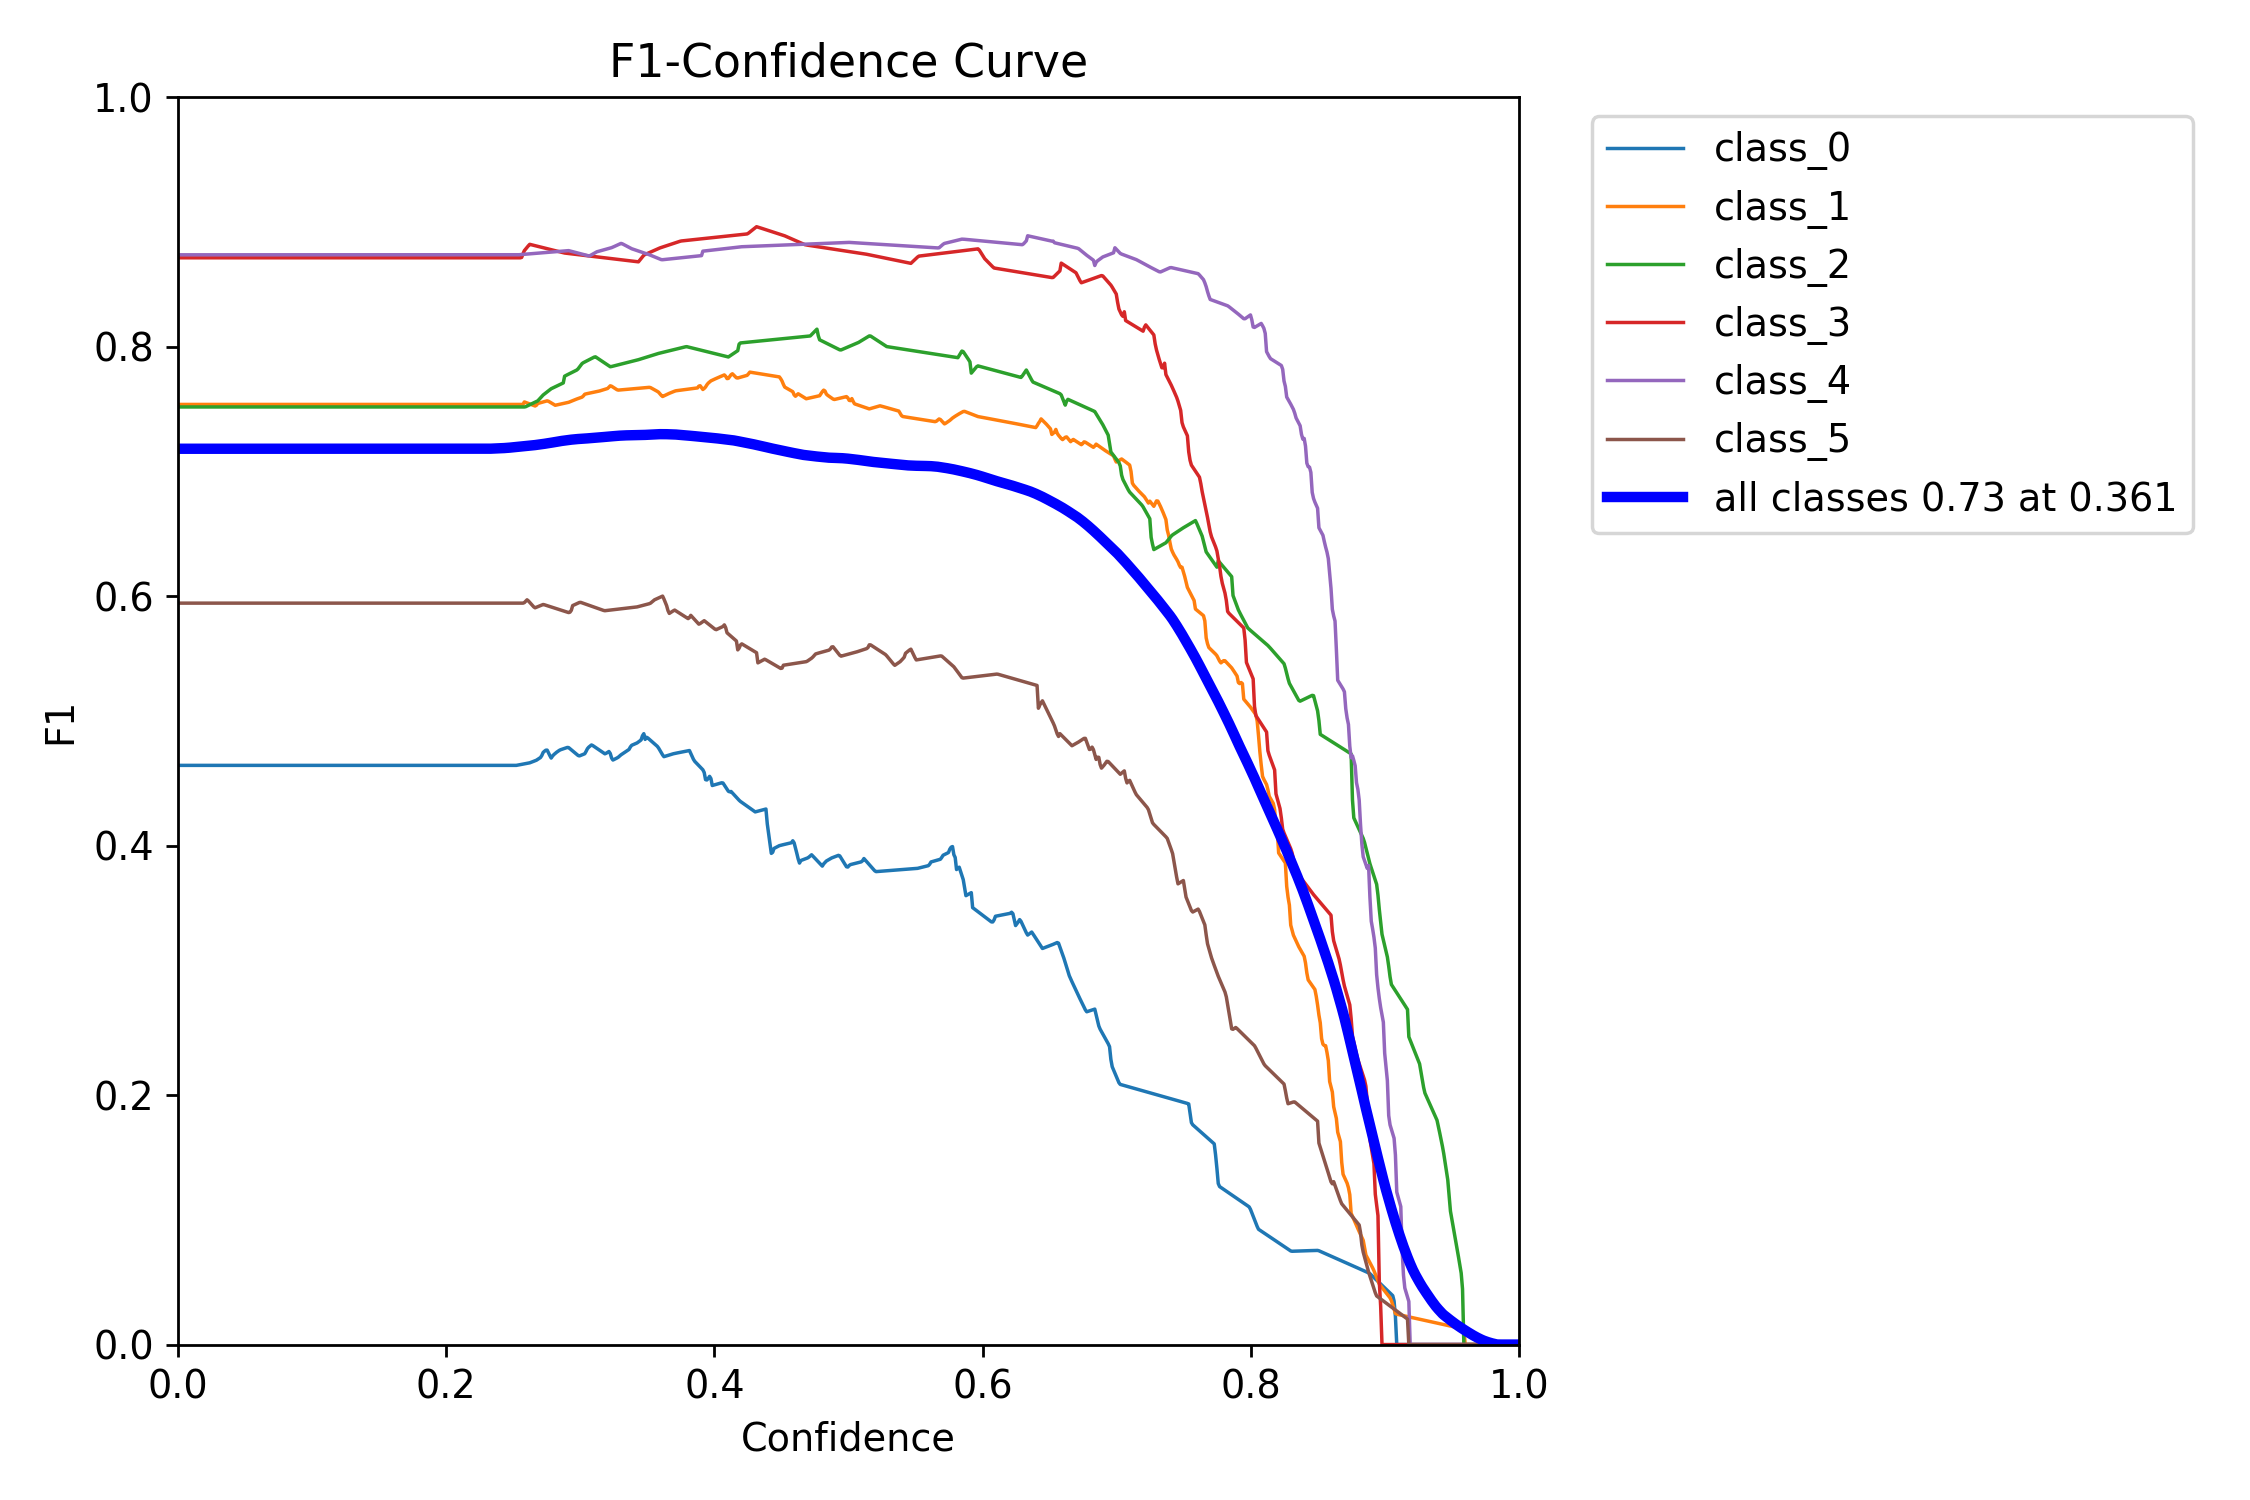 F1-Confidence Curve
1.0
0.8
0.6
0.4
0.2
0.0
F1
0.0 0.2 0.4 0.6 0.8 1.0
Confidence
class_0
class_1
class_2
class_3
class_4
class_5
all classes 0.73 at 0.361